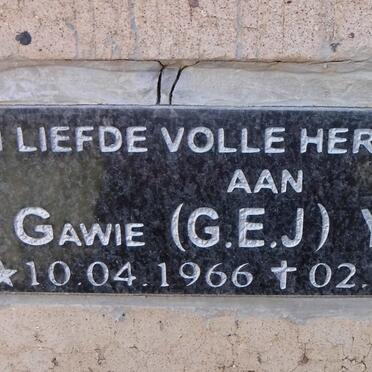 LIEFDE VOLLE HER
AAN
GAWIE (G.E.J)
★10.04.1966 ✝ 02.